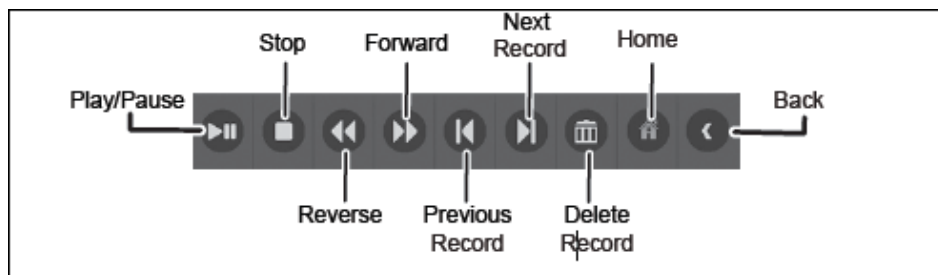 Next
Stop
Forward
Record
Home
Play/Pause
Back
Reverse
Previous
Delete
Record
Record